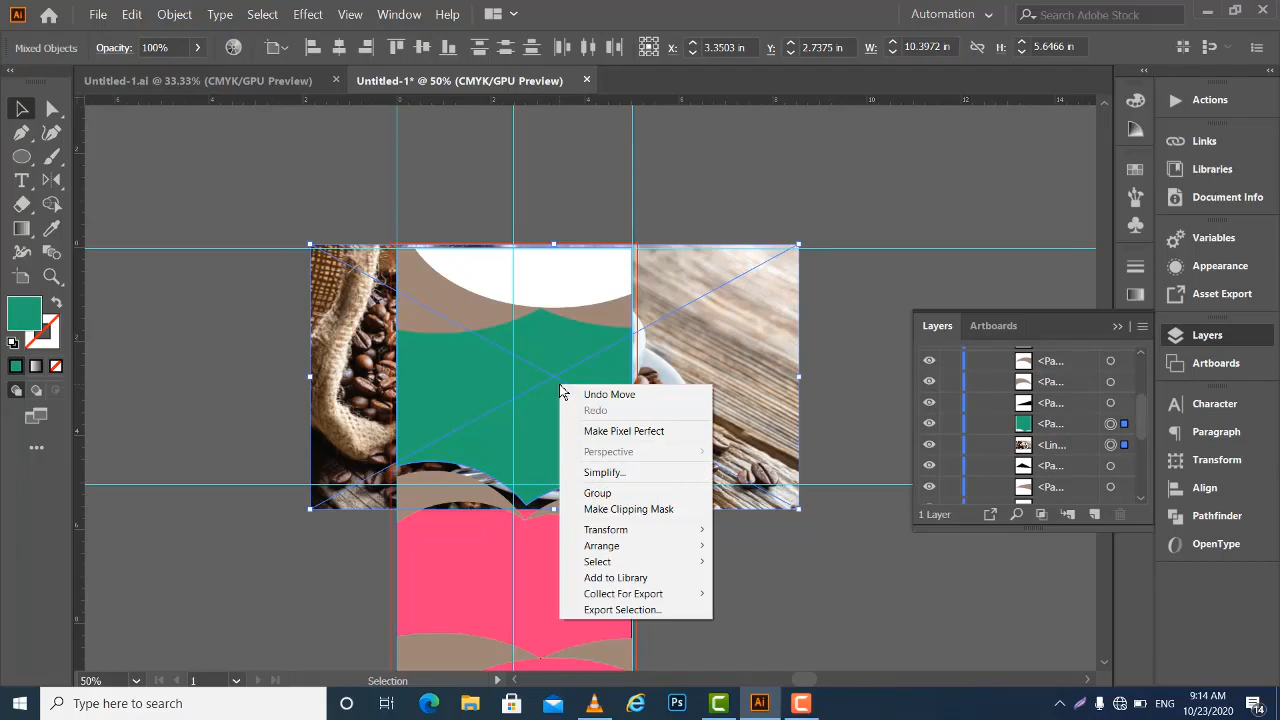 Ai File Edit Object Type Select Effect View Window Help Automation Search Adobe Stock
Mixed Objects Opacity: 100% X: 3.3503 in Y: 2.7375 in W: 10.3972 in H:
Untitled-1.ai @ 33.33% (CMYK/GPU Preview) Untitled-1* @ 50% (CMYK/GPU Preview)
Actions
Links
Libraries
Document Info
Variables
Appearance
Asset Export
Layers
Artboards
Character
Paragraph
Transform
Align
Pathfinder
OpenType
Layers Artboards
<Pa...
<Pa...
<Pa...
<Pa...
<Lin...
<Pa...
<Pa...
1 Layer
Undo Move
Redo
Make Pixel Perfect
Perspective
Simplify...
Group
Make Clipping Mask
Transform
Arrange
Select
Add to Library
Collect For Export
Export Selection...
50% 1 Selection
Type here to search
Ps Ai
9:14 AM
10/23/2020